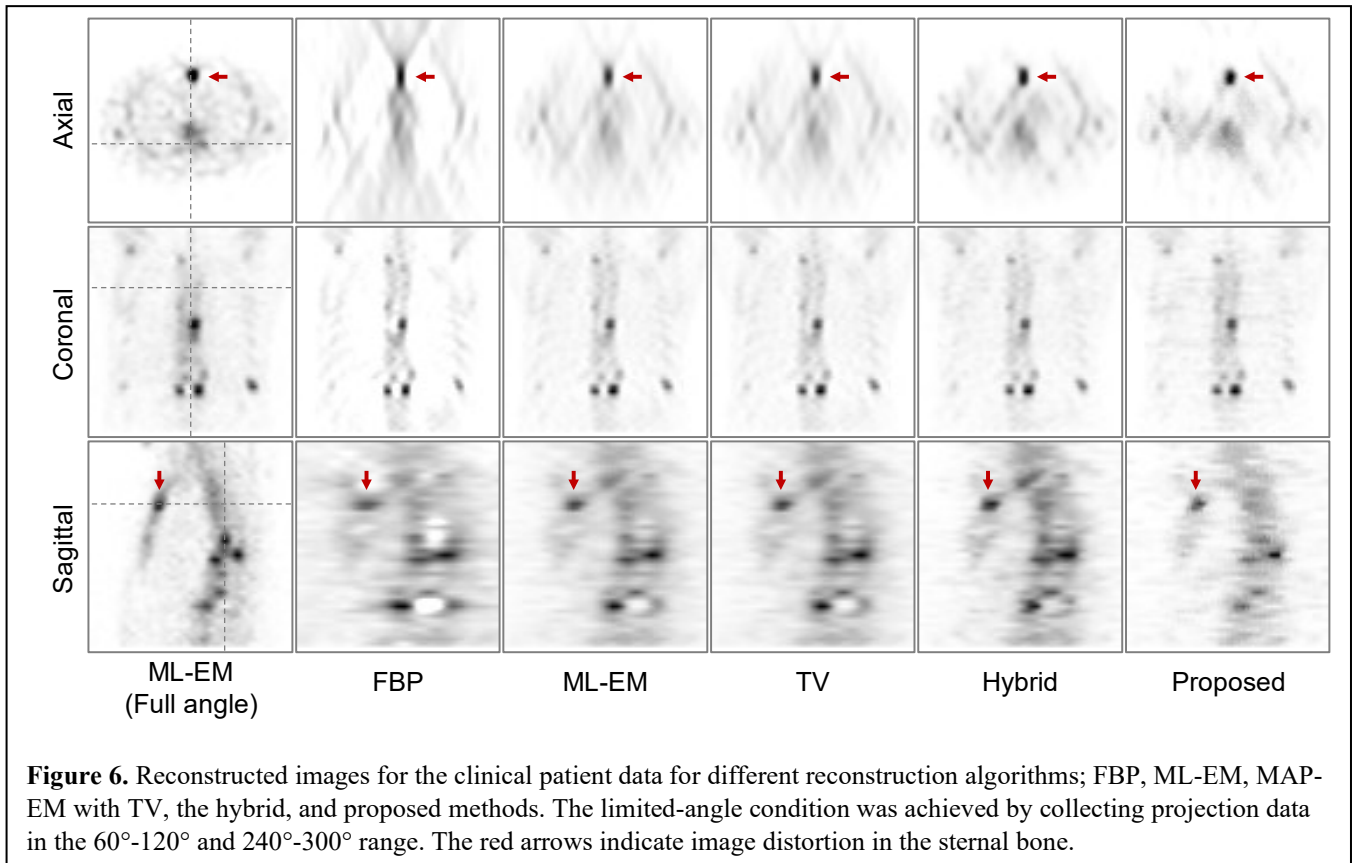 Axial
Coronal
Sagittal
ML-EM
(Full angle)
FBP
ML-EM
TV
Hybrid
Proposed
Figure 6. Reconstructed images for the clinical patient data for different reconstruction algorithms; FBP, ML-EM, MAP-
EM with TV, the hybrid, and proposed methods. The limited-angle condition was achieved by collecting projection data
in the 60°-120° and 240°-300° range. The red arrows indicate image distortion in the sternal bone.